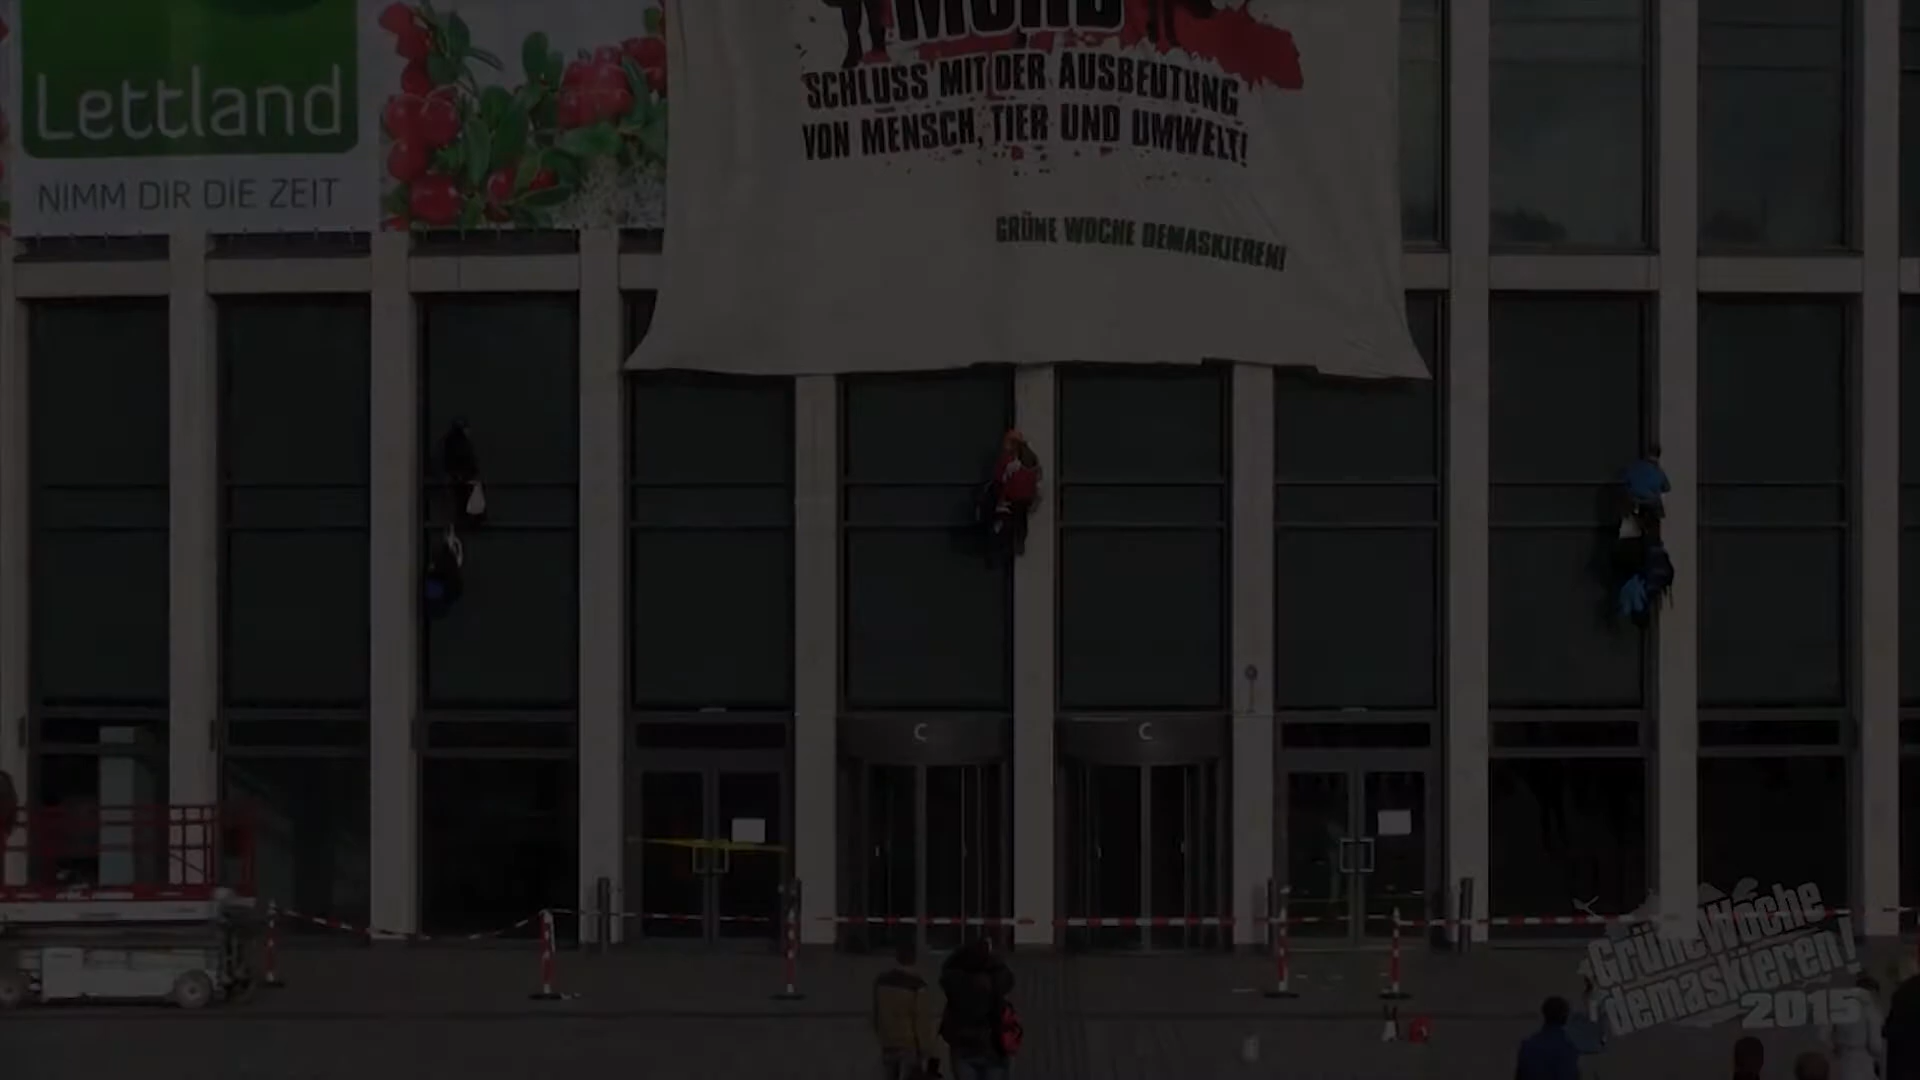 Lettland
NIMM DIR DIE ZEIT
MORD
SCHLUSS MIT DER AUSBEUTUNG
VON MENSCH, TIER UND UMWELT!
GRÜNE WOCHE DEMASKIEREN!
C
C
Grüne Woche
demaskieren!
2015